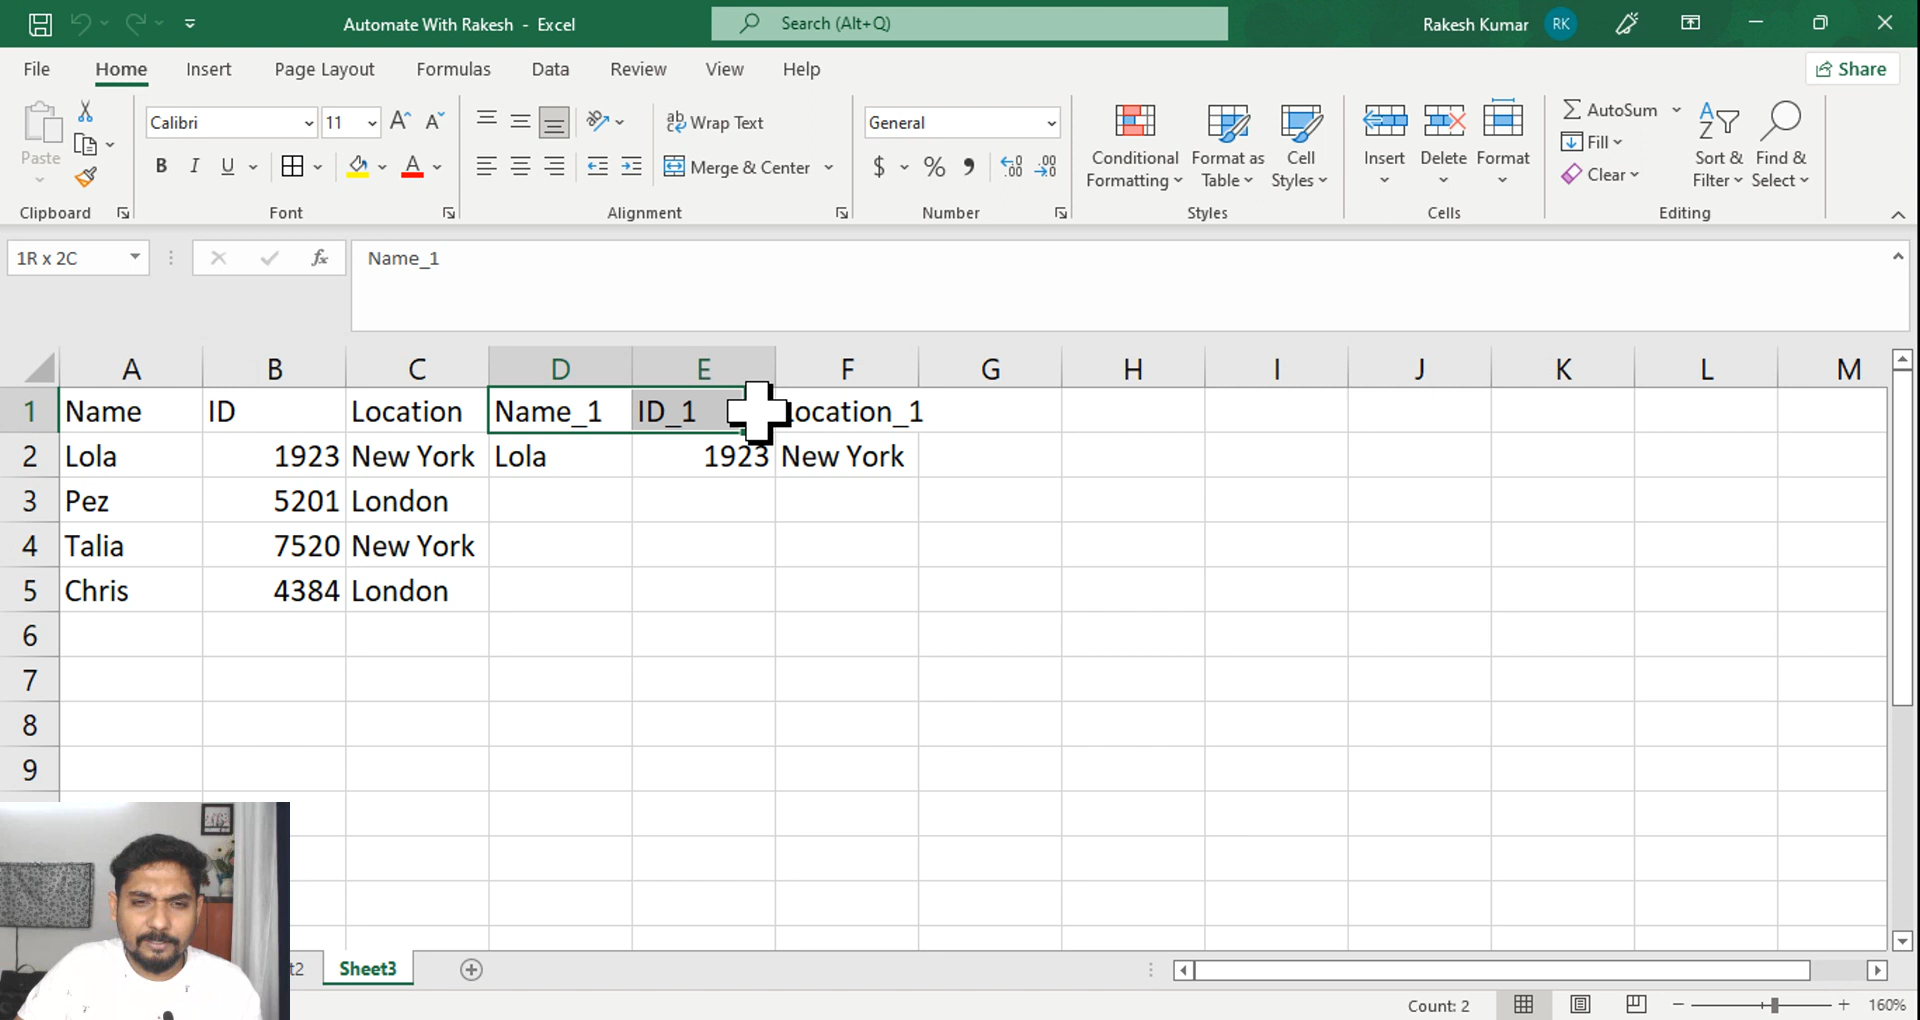 Automate With Rakesh - Excel
Search (Alt+Q)
Rakesh Kumar
RK
File Home Insert Page Layout Formulas Data Review View Help
Share
Paste
Calibri 11
B I U
Wrap Text
Merge & Center
General
$ % 9
Conditional Formatting
Format as Table
Cell Styles
Insert
Delete
Format
AutoSum
Fill
Clear
Sort & Filter
Find & Select
Clipboard Font Alignment Number Styles Cells Editing
1R x 2C
fx
Name_1
A B C D E F G H I J K L M
1 Name ID Location Name_1 ID_1 Location_1
2 Lola 1923 New York Lola 1923 New York
3 Pez 5201 London
4 Talia 7520 New York
5 Chris 4384 London
6
7
8
9
t2 Sheet3
Count: 2
160%